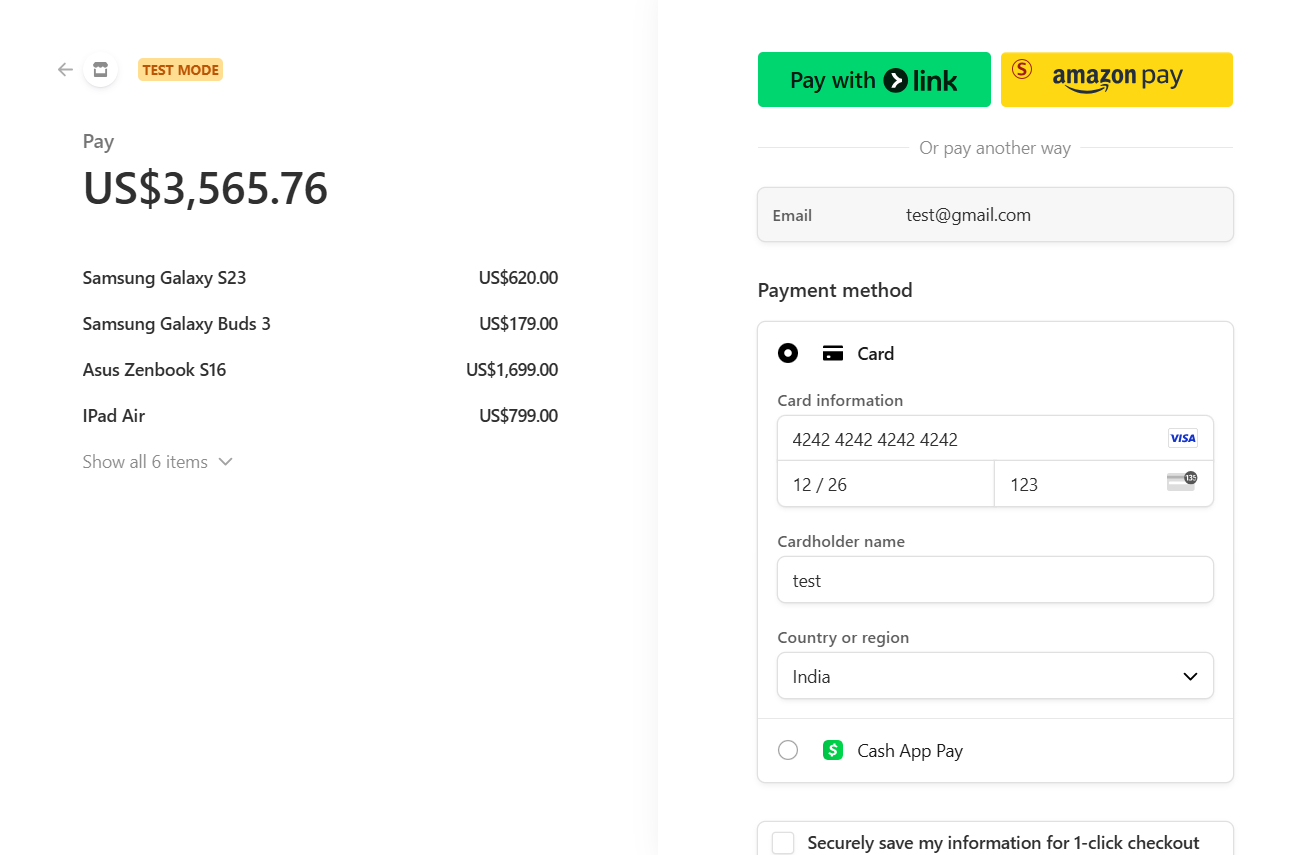 TEST MODE
Pay
US$3,565.76
Samsung Galaxy S23 US$620.00
Samsung Galaxy Buds 3 US$179.00
Asus Zenbook S16 US$1,699.00
IPad Air US$799.00
Show all 6 items
Pay with link
S amazon pay
Or pay another way
Email test@gmail.com
Payment method
Card
Card information
4242 4242 4242 4242 VISA
12 / 26 123 135
Cardholder name
test
Country or region
India
$ Cash App Pay
Securely save my information for 1-click checkout